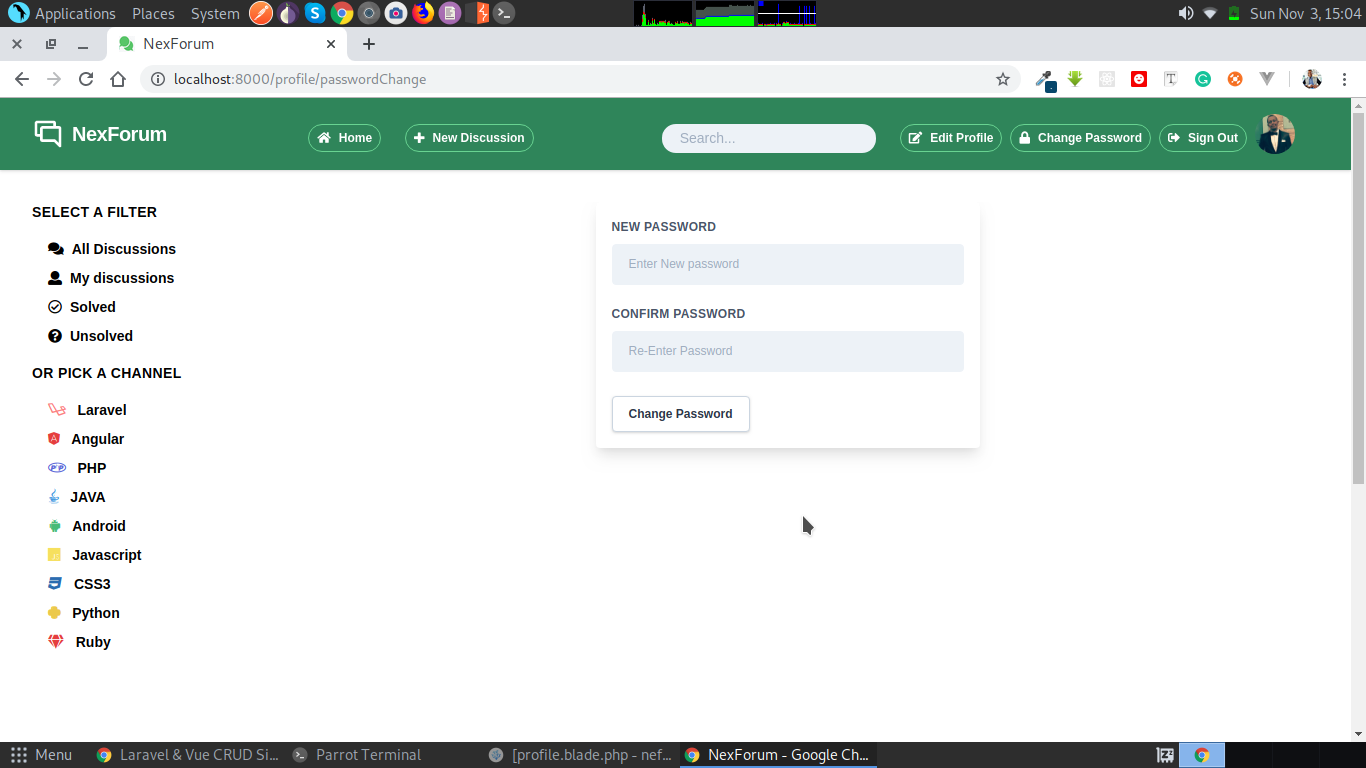 Applications Places System Sun Nov 3, 15:04
NexForum
localhost:8000/profile/passwordChange
NexForum Home New Discussion Search... Edit Profile Change Password Sign Out
SELECT A FILTER
All Discussions
My discussions
Solved
Unsolved
OR PICK A CHANNEL
Laravel
Angular
PHP
JAVA
Android
Javascript
CSS3
Python
Ruby
NEW PASSWORD
Enter New password
CONFIRM PASSWORD
Re-Enter Password
Change Password
Menu Laravel & Vue CRUD Si... Parrot Terminal [profile.blade.php - nef... NexForum - Google Ch...